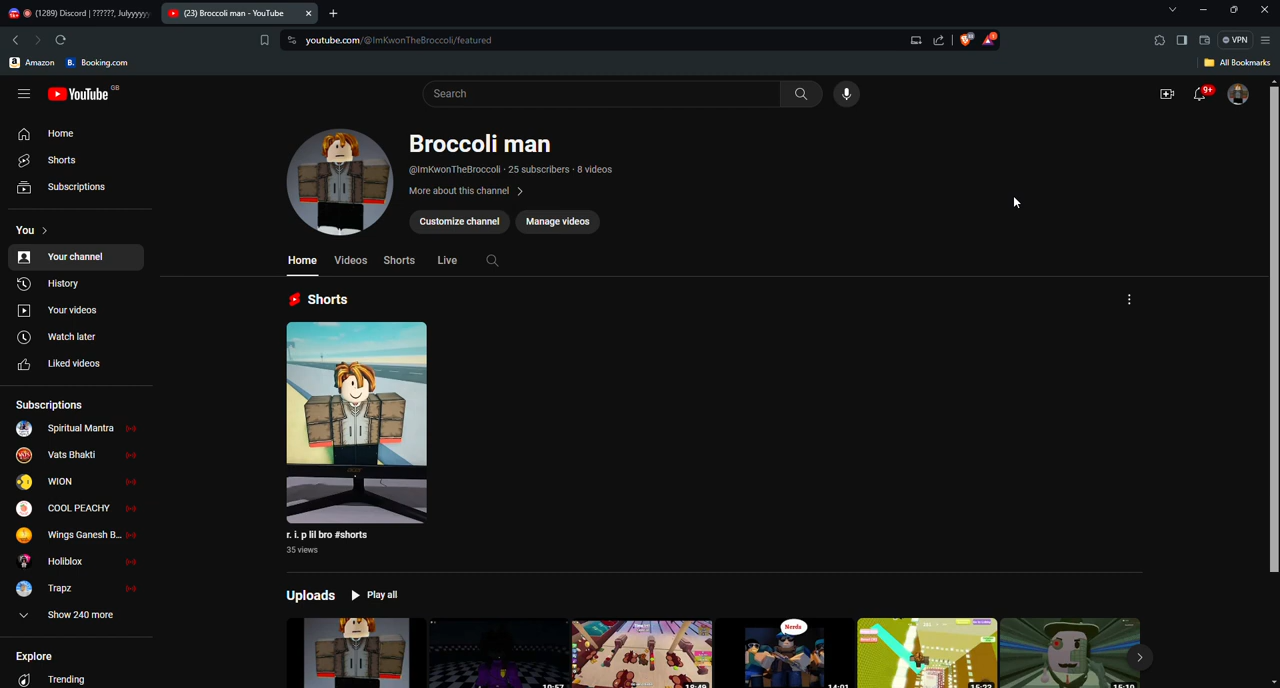 (1289) Discord | ??????, Julyyyyy
(23) Broccoli man - YouTube
youtube.com/@ImKwonTheBroccoli/featured
VPN
Amazon
B. Booking.com
All Bookmarks
YouTube GB
Search
9+
Home
Shorts
Subscriptions
You
Your channel
History
Your videos
Watch later
Liked videos
Subscriptions
Spiritual Mantra
Vats Bhakti
WION
COOL PEACHY
Wings Ganesh B...
Holiblox
Trapz
Show 240 more
Explore
Trending
Broccoli man
@ImKwonTheBroccoli · 25 subscribers · 8 videos
More about this channel
Customize channel
Manage videos
Home
Videos
Shorts
Live
Shorts
acer
r. i. p lil bro #shorts
35 views
Uploads
Play all
Nerds
10:57
18:49
14:01
15:22
15:10